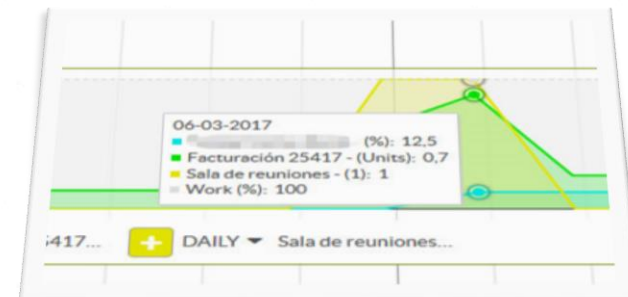 06-03-2017
(%): 12,5
Facturación 25417 - (Units): 0,7
Sala de reuniones - (1): 1
Work (%): 100
5417... + DAILY Sala de reuniones...